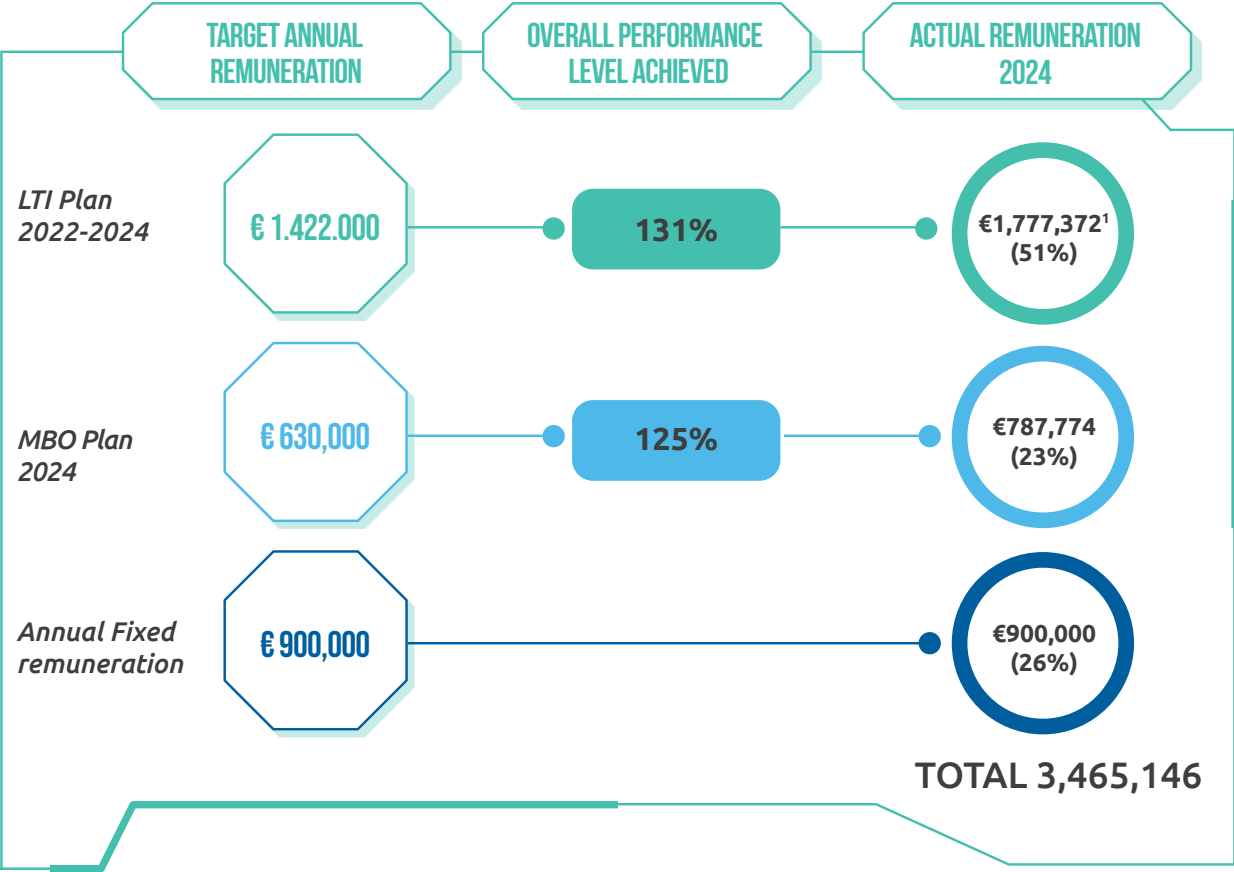 TARGET ANNUAL
REMUNERATION
OVERALL PERFORMANCE
LEVEL ACHIEVED
ACTUAL REMUNERATION
2024
LTI Plan
2022-2024
€ 1.422.000
131%
€1,777,372¹
(51%)
MBO Plan
2024
€ 630,000
125%
€787,774
(23%)
Annual Fixed
remuneration
€ 900,000
€900,000
(26%)
TOTAL 3,465,146